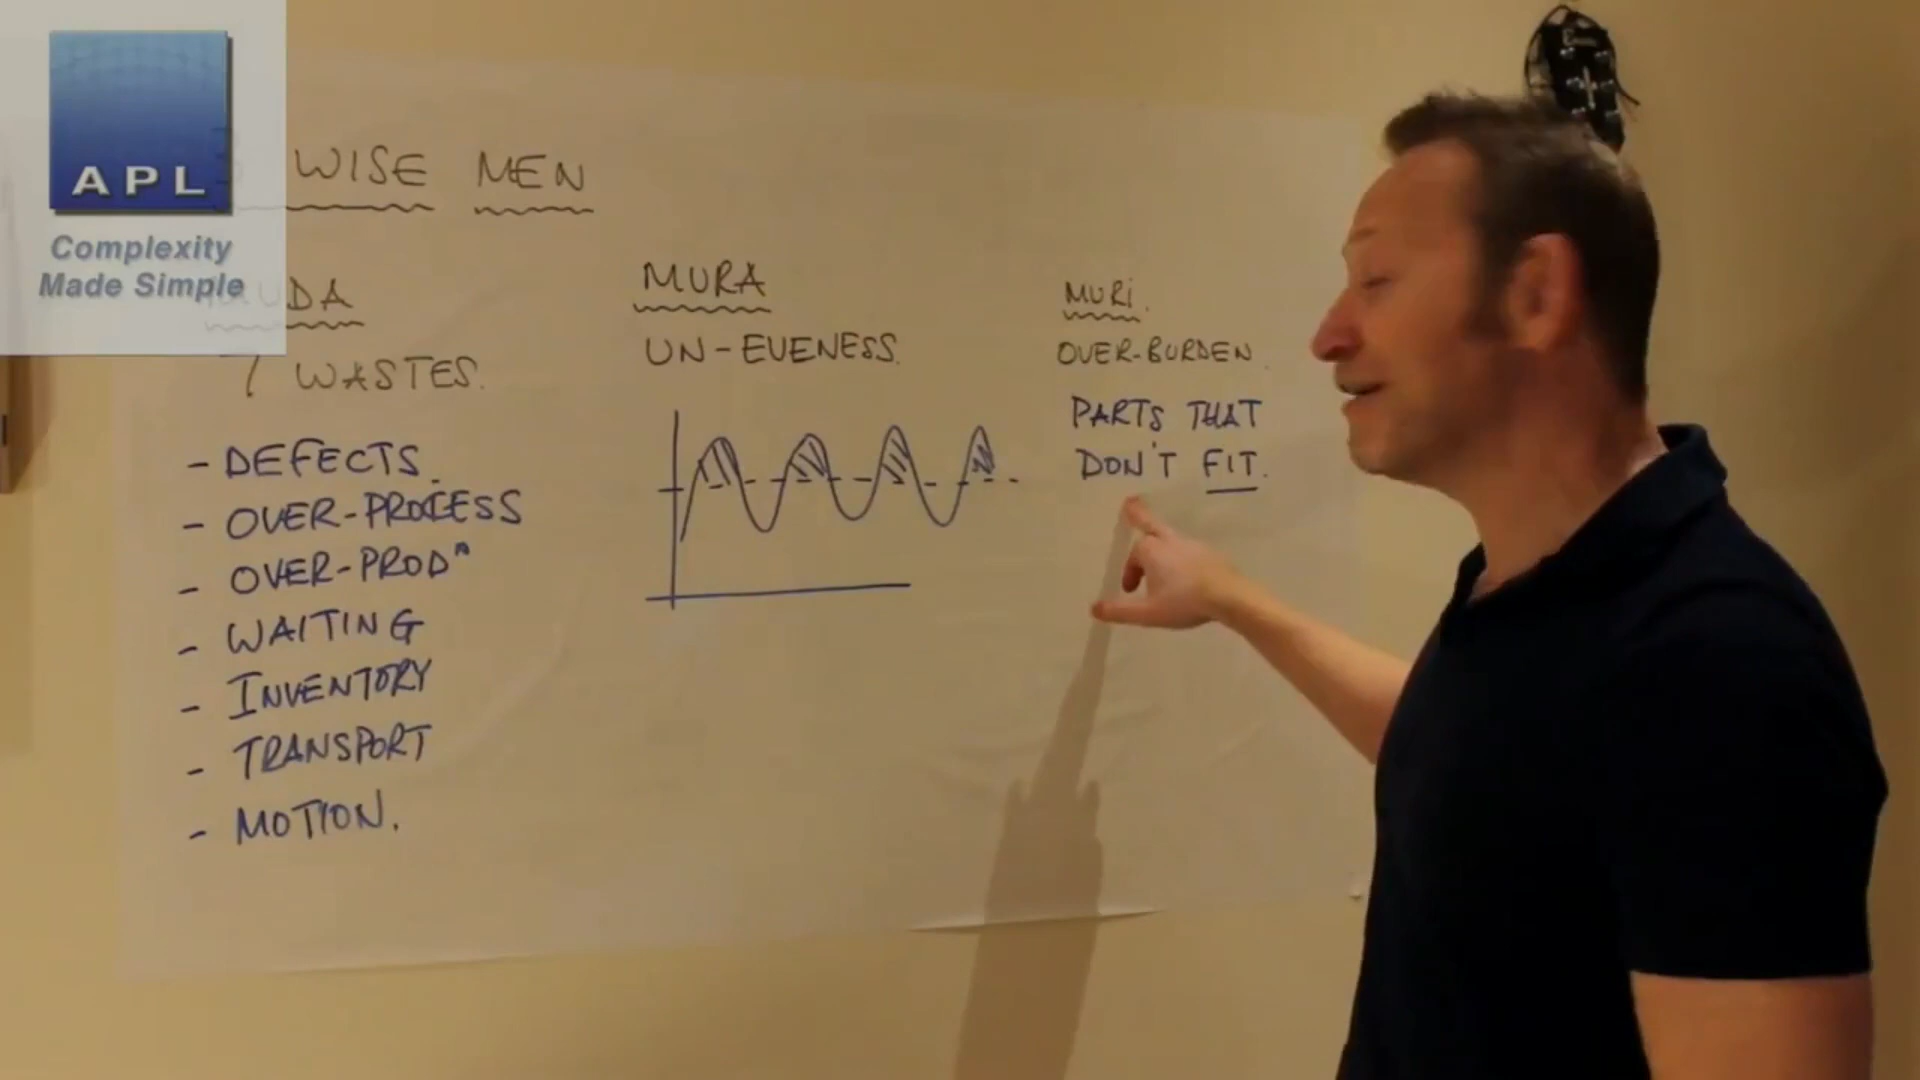 APL
Complexity
Made Simple
WISE MEN
MUDA
7 WASTES.
- DEFECTS.
- OVER-PROCESS
- OVER-PRODⁿ
- WAITING
- INVENTORY
- TRANSPORT
- MOTION.
MURA
UN-EVENESS.
MURI.
OVER-BURDEN.
PARTS THAT
DON'T FIT.